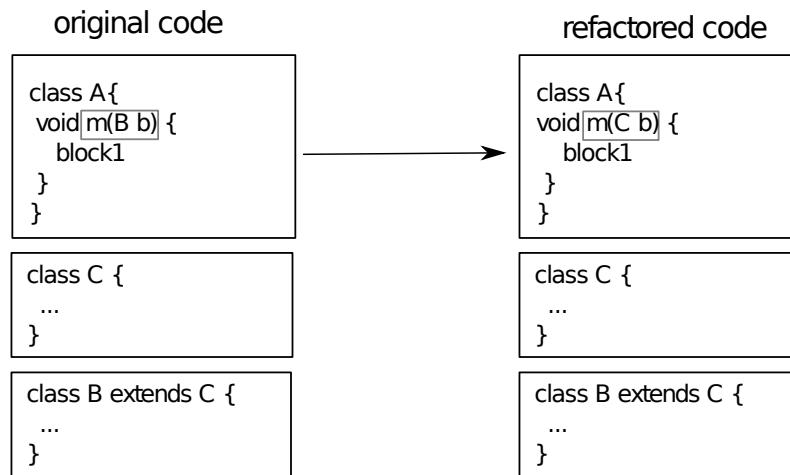 original code
class A{
void m(B b) {
block1
}
}
class C {
...
}
class B extends C {
...
}
refactored code
class A{
void m(C b) {
block1
}
}
class C {
...
}
class B extends C {
...
}